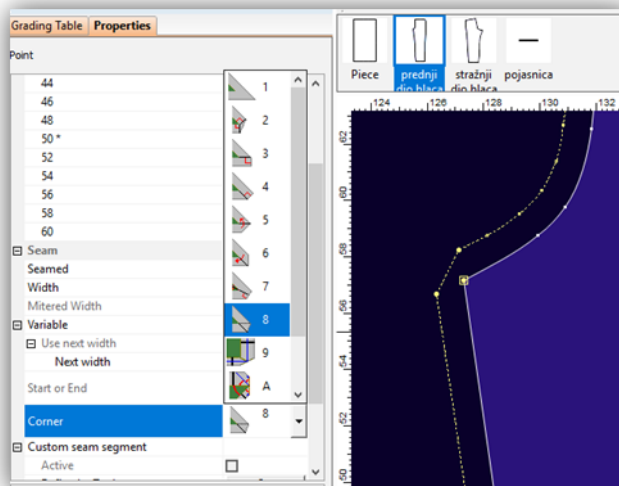 Grading Table Properties
Point
44
46
48
50 *
52
54
56
58
60
Seam
Seamed
Width
Mitered Width
Variable
Use next width
Next width
Start or End
Corner
8
Custom seam segment
Active
1
2
3
4
5
6
7
8
9
A
Piece
prednji
dio hlaca
stražnji
dio hlaca
pojasnica
124 126 128 130 132
62
60
58
56
54
52
50